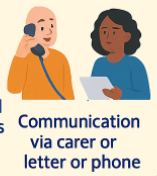 Communication
via carer or
letter or phone